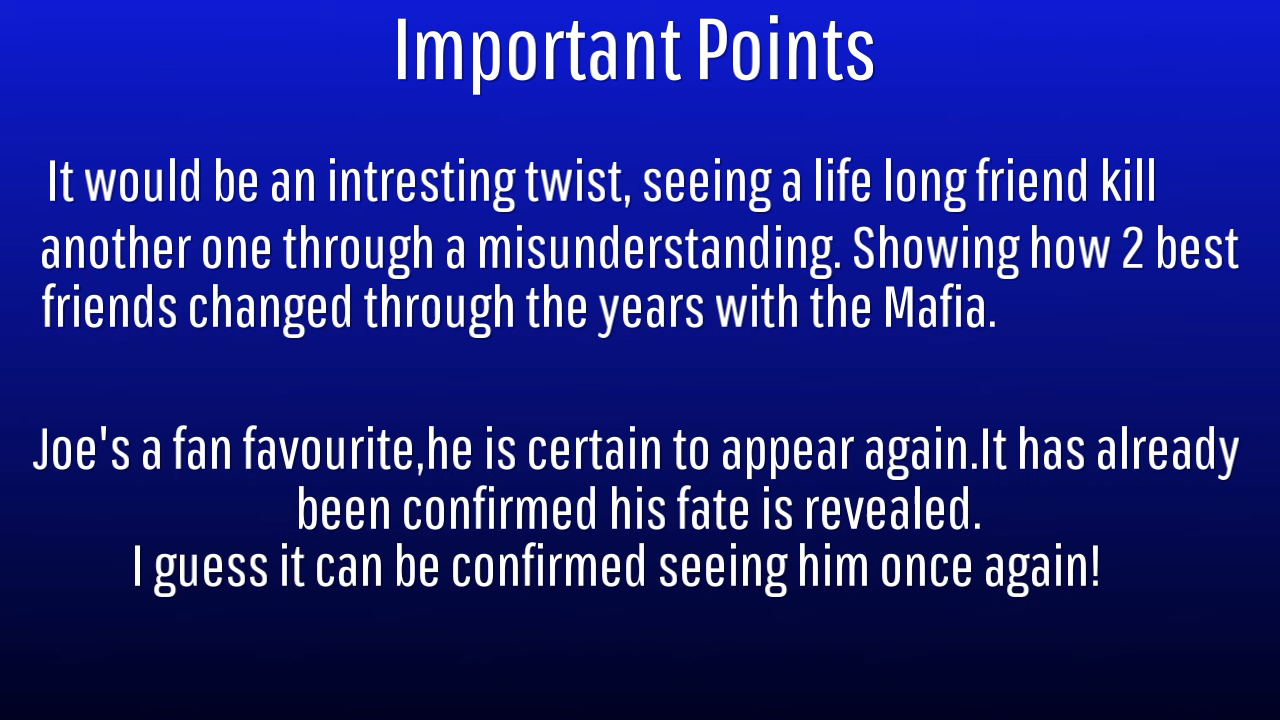 Important Points
It would be an intresting twist, seeing a life long friend kill
another one through a misunderstanding. Showing how 2 best
friends changed through the years with the Mafia.
Joe's a fan favourite,he is certain to appear again.It has already
been confirmed his fate is revealed.
I guess it can be confirmed seeing him once again!